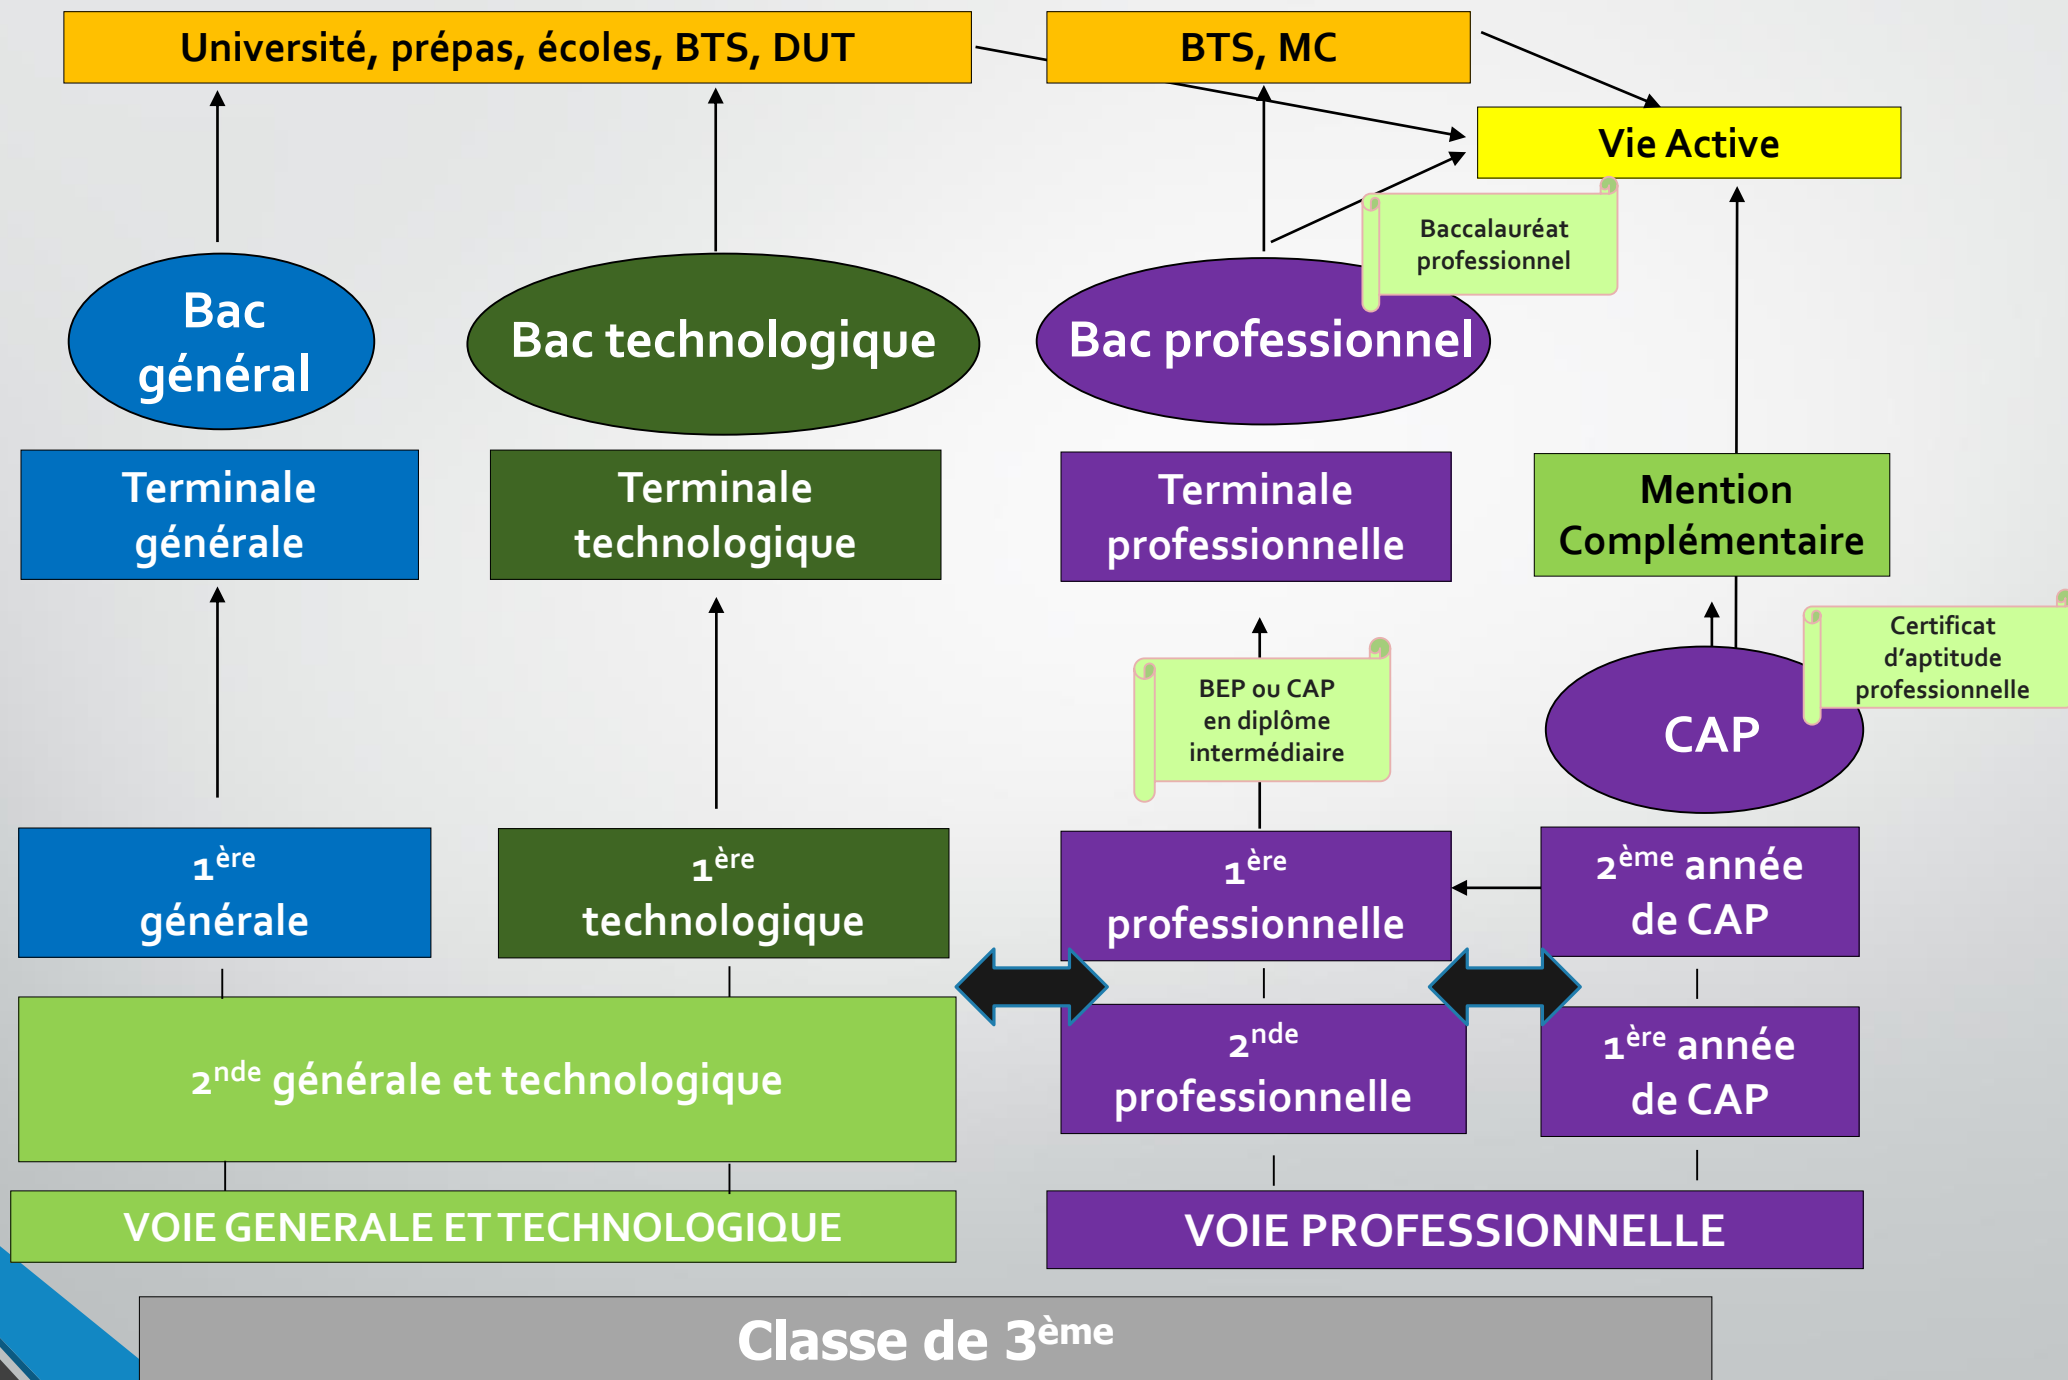 Université, prépas, écoles, BTS, DUT
BTS, MC
Vie Active
Baccalauréat
professionnel
Bac
général
Bac technologique
Bac professionnel
Terminale
générale
Terminale
technologique
Terminale
professionnelle
Mention
Complémentaire
Certificat
d'aptitude
professionnelle
BEP ou CAP
en diplôme
intermédiaire
CAP
1ère
générale
1ère
technologique
1ère
professionnelle
2ème année
de CAP
2nde générale et technologique
2nde
professionnelle
1ère année
de CAP
VOIE GENERALE ET TECHNOLOGIQUE
VOIE PROFESSIONNELLE
Classe de 3ème